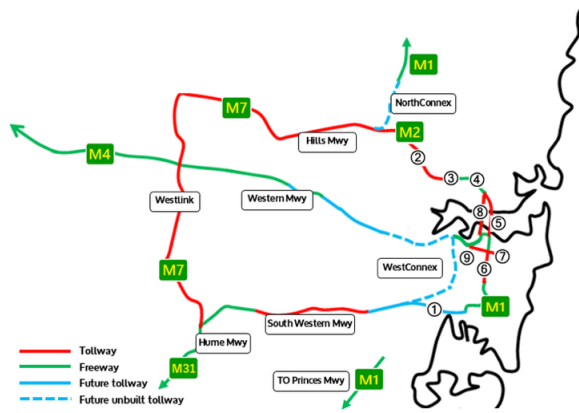 M1
NorthConnex
M7
Hills Mwy
M2
2
3
4
M4
Westlink
Western Mwy
8
5
WestConnex
9
7
6
M7
M1
1
South Western Mwy
Hume Mwy
M31
TO Princes Mwy
M1
Tollway
Freeway
Future tollway
Future unbuilt tollway